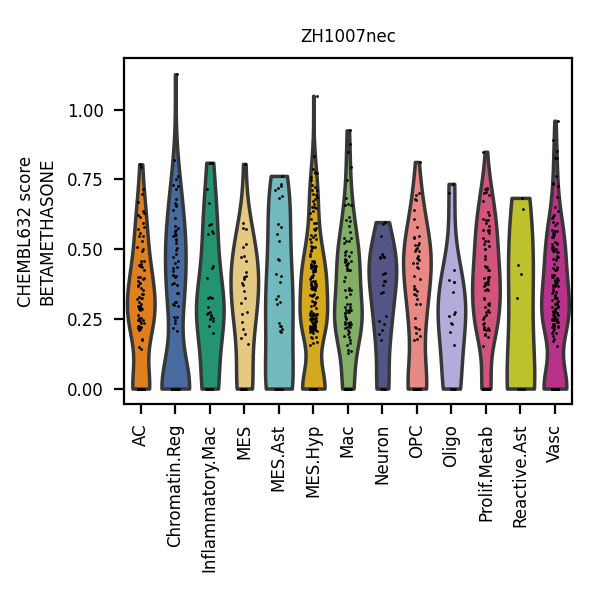 ZH1007nec
CHEMBL632 score
BETAMETHASONE
1.00
0.75
0.50
0.25
0.00
AC
Chromatin.Reg
Inflammatory.Mac
MES
MES.Ast
MES.Hyp
Mac
Neuron
OPC
Oligo
Prolif.Metab
Reactive.Ast
Vasc